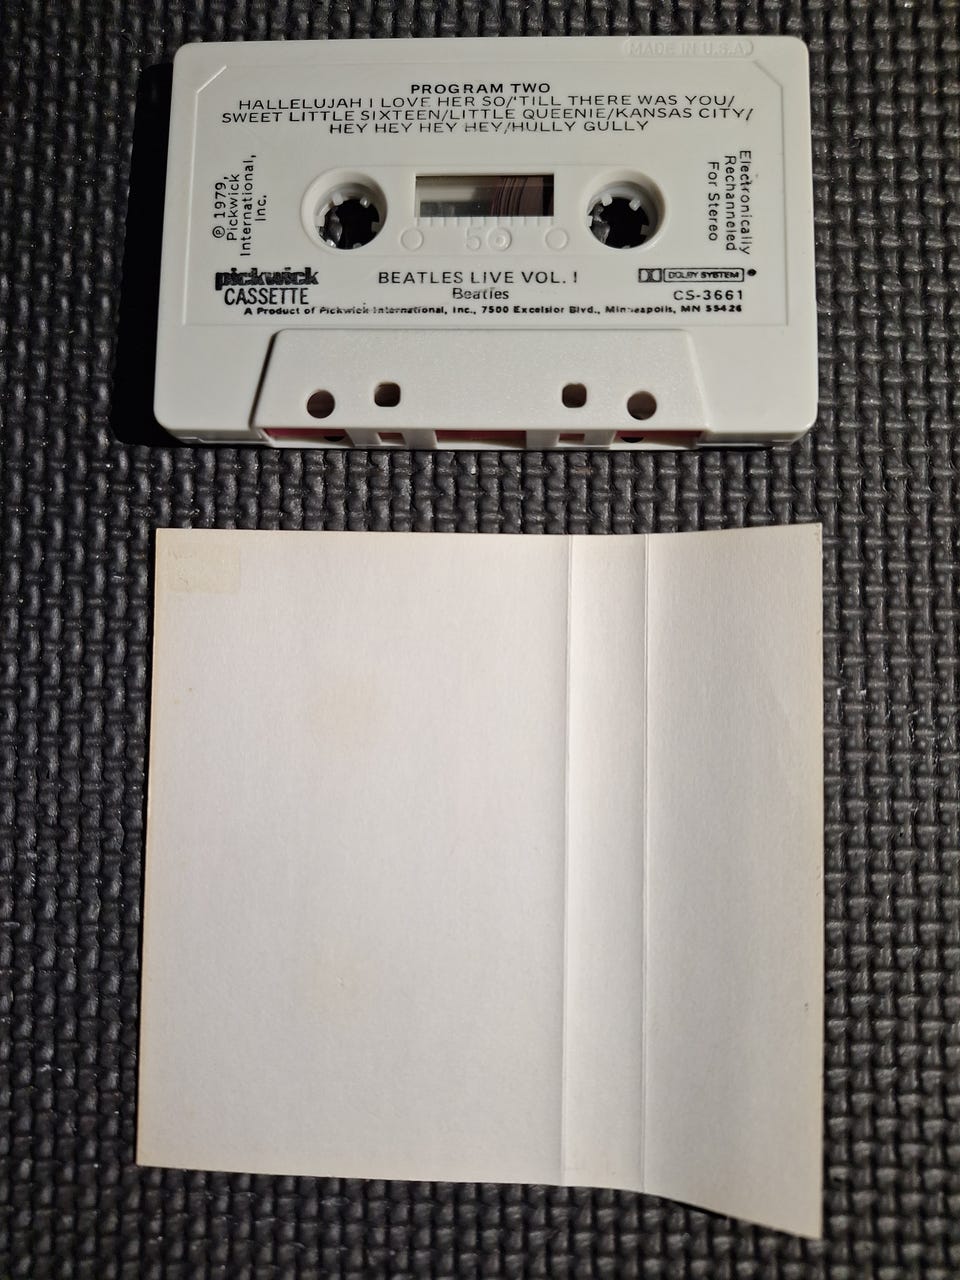 MADE IN U.S.A.
PROGRAM TWO
HALLELUJAH I LOVE HER SO/'TILL THERE WAS YOU/
SWEET LITTLE SIXTEEN/LITTLE QUEENIE/KANSAS CITY/
HEY HEY HEY HEY/HULLY GULLY
℗ 1979,
Pickwick
International,
Inc.
Electronically
Rechanneled
For Stereo
50
pickwick
CASSETTE
BEATLES LIVE VOL. I
Beatles
DOLBY SYSTEM
CS-3661
A Product of Pickwick International, Inc., 7500 Excelsior Blvd., Minneapolis, MN 55426